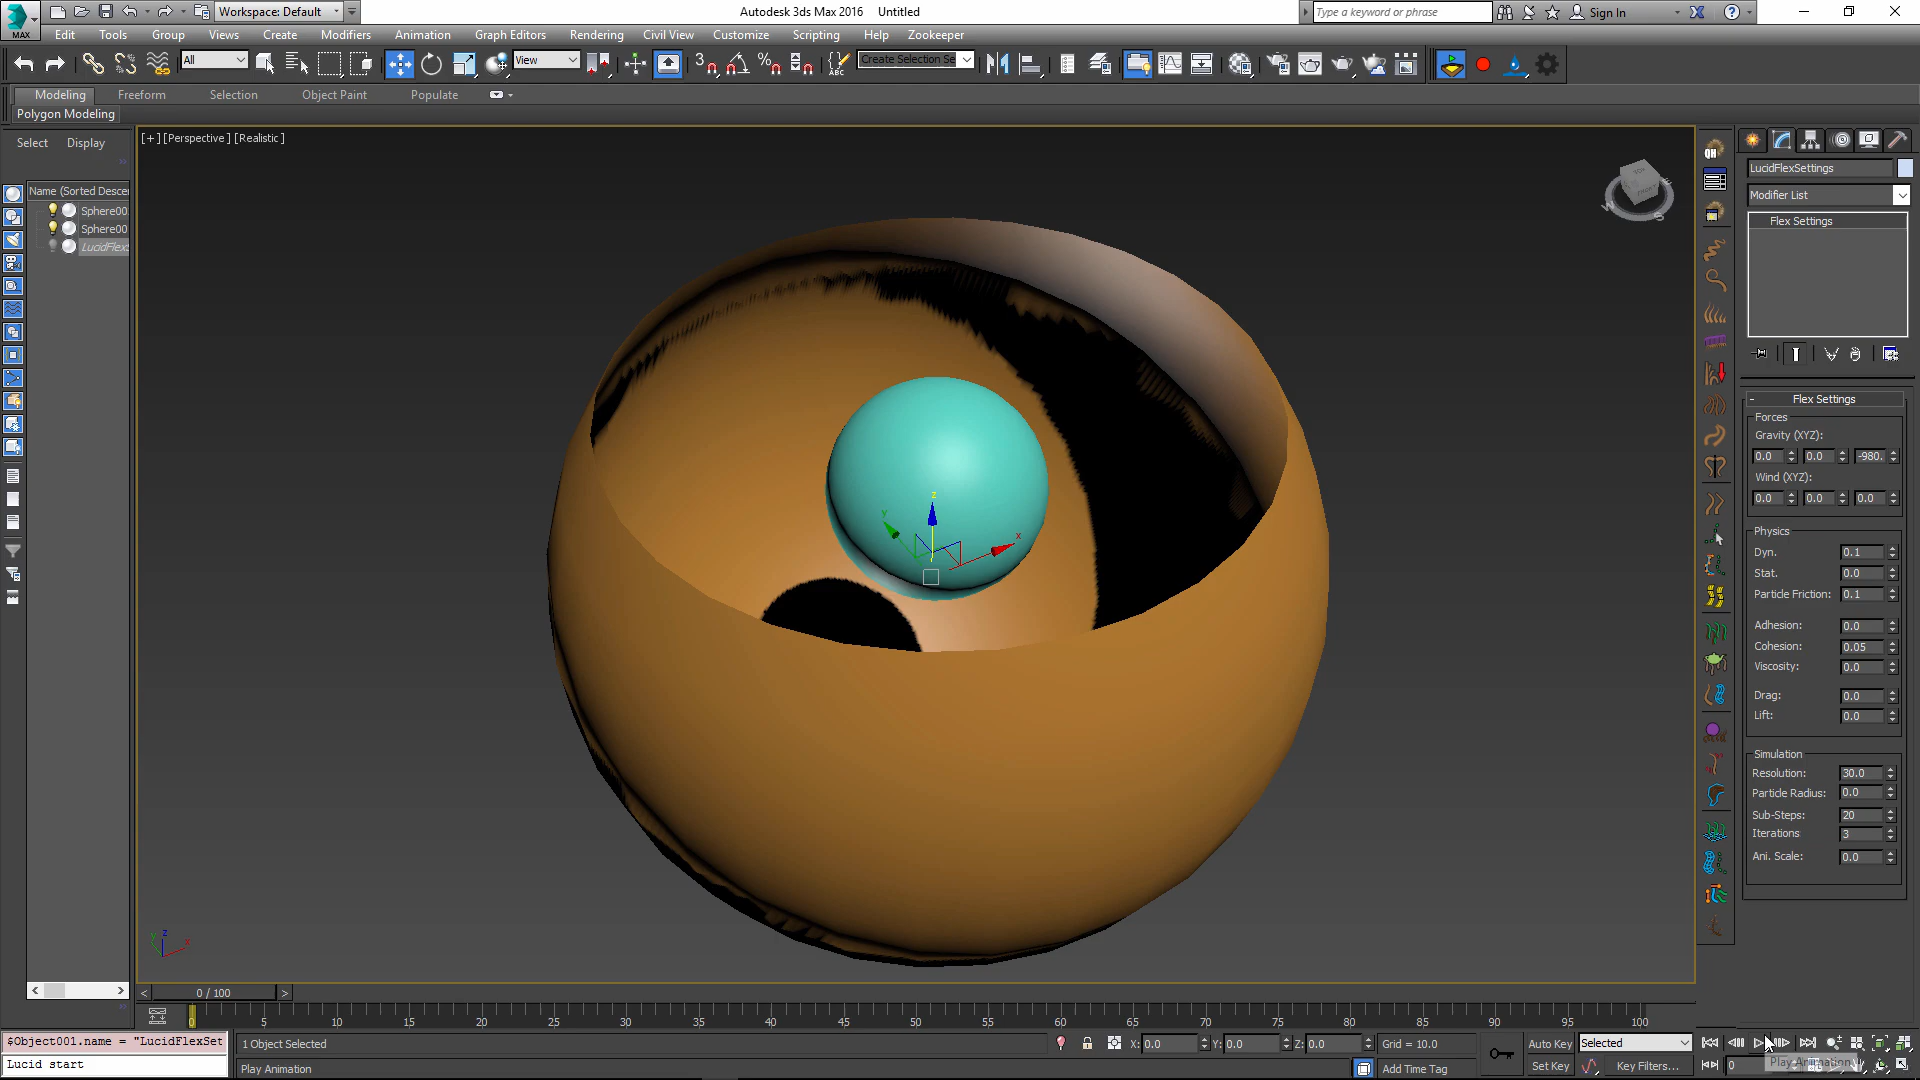 Workspace: Default
Autodesk 3ds Max 2016 Untitled
Type a keyword or phrase
Sign In
MAX
Edit Tools Group Views Create Modifiers Animation Graph Editors Rendering Civil View Customize Scripting Help Zookeeper
All
View
3
ABC
Create Selection Se
Modeling Freeform Selection Object Paint Populate
Polygon Modeling
Select Display
[+] [Perspective] [Realistic]
Name (Sorted Descer
Sphere00
Sphere00
LucidFlex
QH
LucidFlexSettings
Modifier List
Flex Settings
- Flex Settings
Forces
Gravity (XYZ):
0.0 0.0 -980.
Wind (XYZ):
0.0 0.0 0.0
Physics
Dyn. 0.1
Stat. 0.0
Particle Friction: 0.1
Adhesion: 0.0
Cohesion: 0.05
Viscosity: 0.0
Drag: 0.0
Lift: 0.0
Simulation
Resolution: 30.0
Particle Radius: 0.0
Sub-Steps: 20
Iterations 3
Ani. Scale: 0.0
z
y
x
z
x
< 0 / 100 >
0 5 10 15 20 25 30 35 40 45 50 55 60 65 70 75 80 85 90 95 100
$Object001.name = "LucidFlexSet
Lucid start
1 Object Selected
X: 0.0 Y: 0.0 Z: 0.0
Grid = 10.0
Auto Key Selected
Play Animation
Add Time Tag
Set Key Key Filters...
0
Play Animation